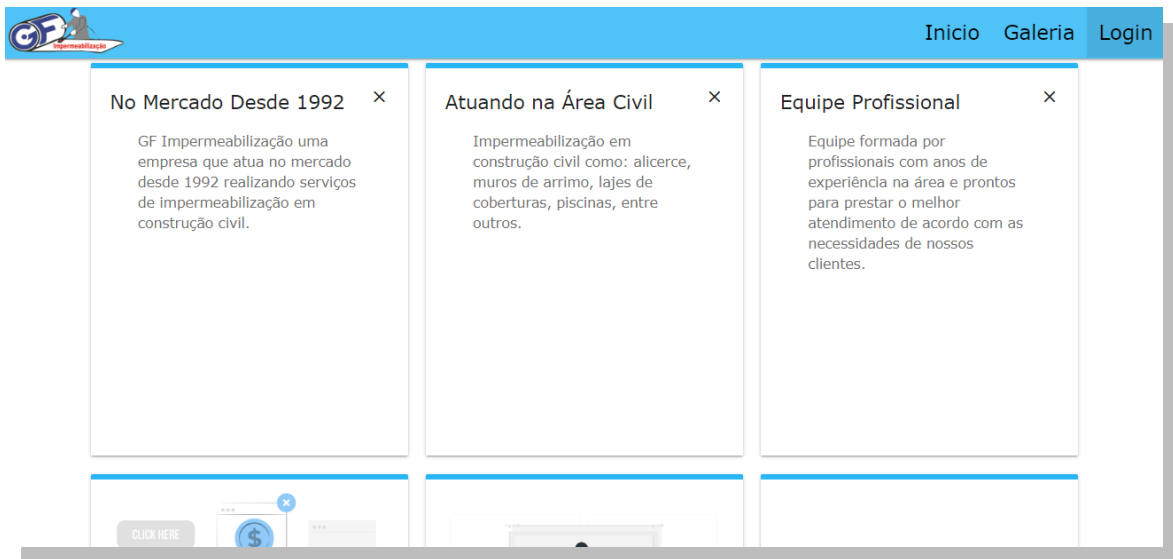 GF
Impermeabilização
Inicio Galeria Login
No Mercado Desde 1992 ×
GF Impermeabilização uma
empresa que atua no mercado
desde 1992 realizando serviços
de impermeabilização em
construção civil.
Atuando na Área Civil ×
Impermeabilização em
construção civil como: alicerce,
muros de arrimo, lajes de
coberturas, piscinas, entre
outros.
Equipe Profissional ×
Equipe formada por
profissionais com anos de
experiência na área e prontos
para prestar o melhor
atendimento de acordo com as
necessidades de nossos
clientes.
CLICK HERE
$